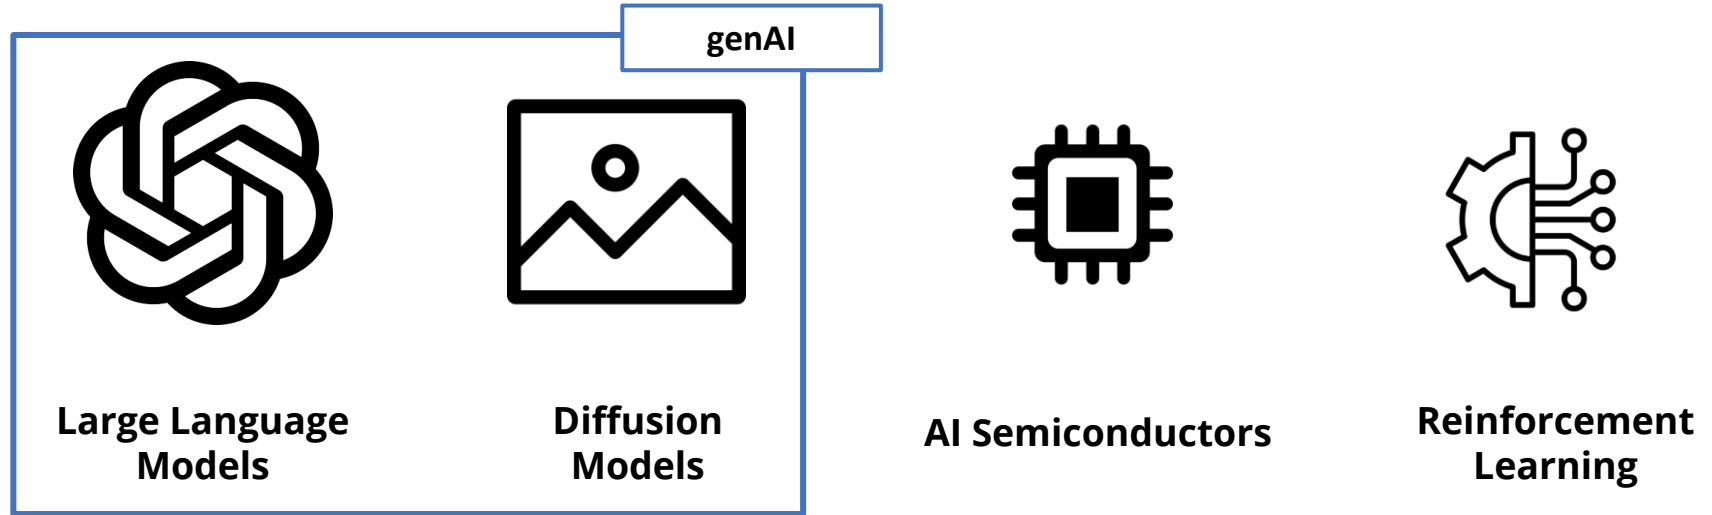 genAI
Large Language
Models
Diffusion
Models
AI Semiconductors
Reinforcement
Learning